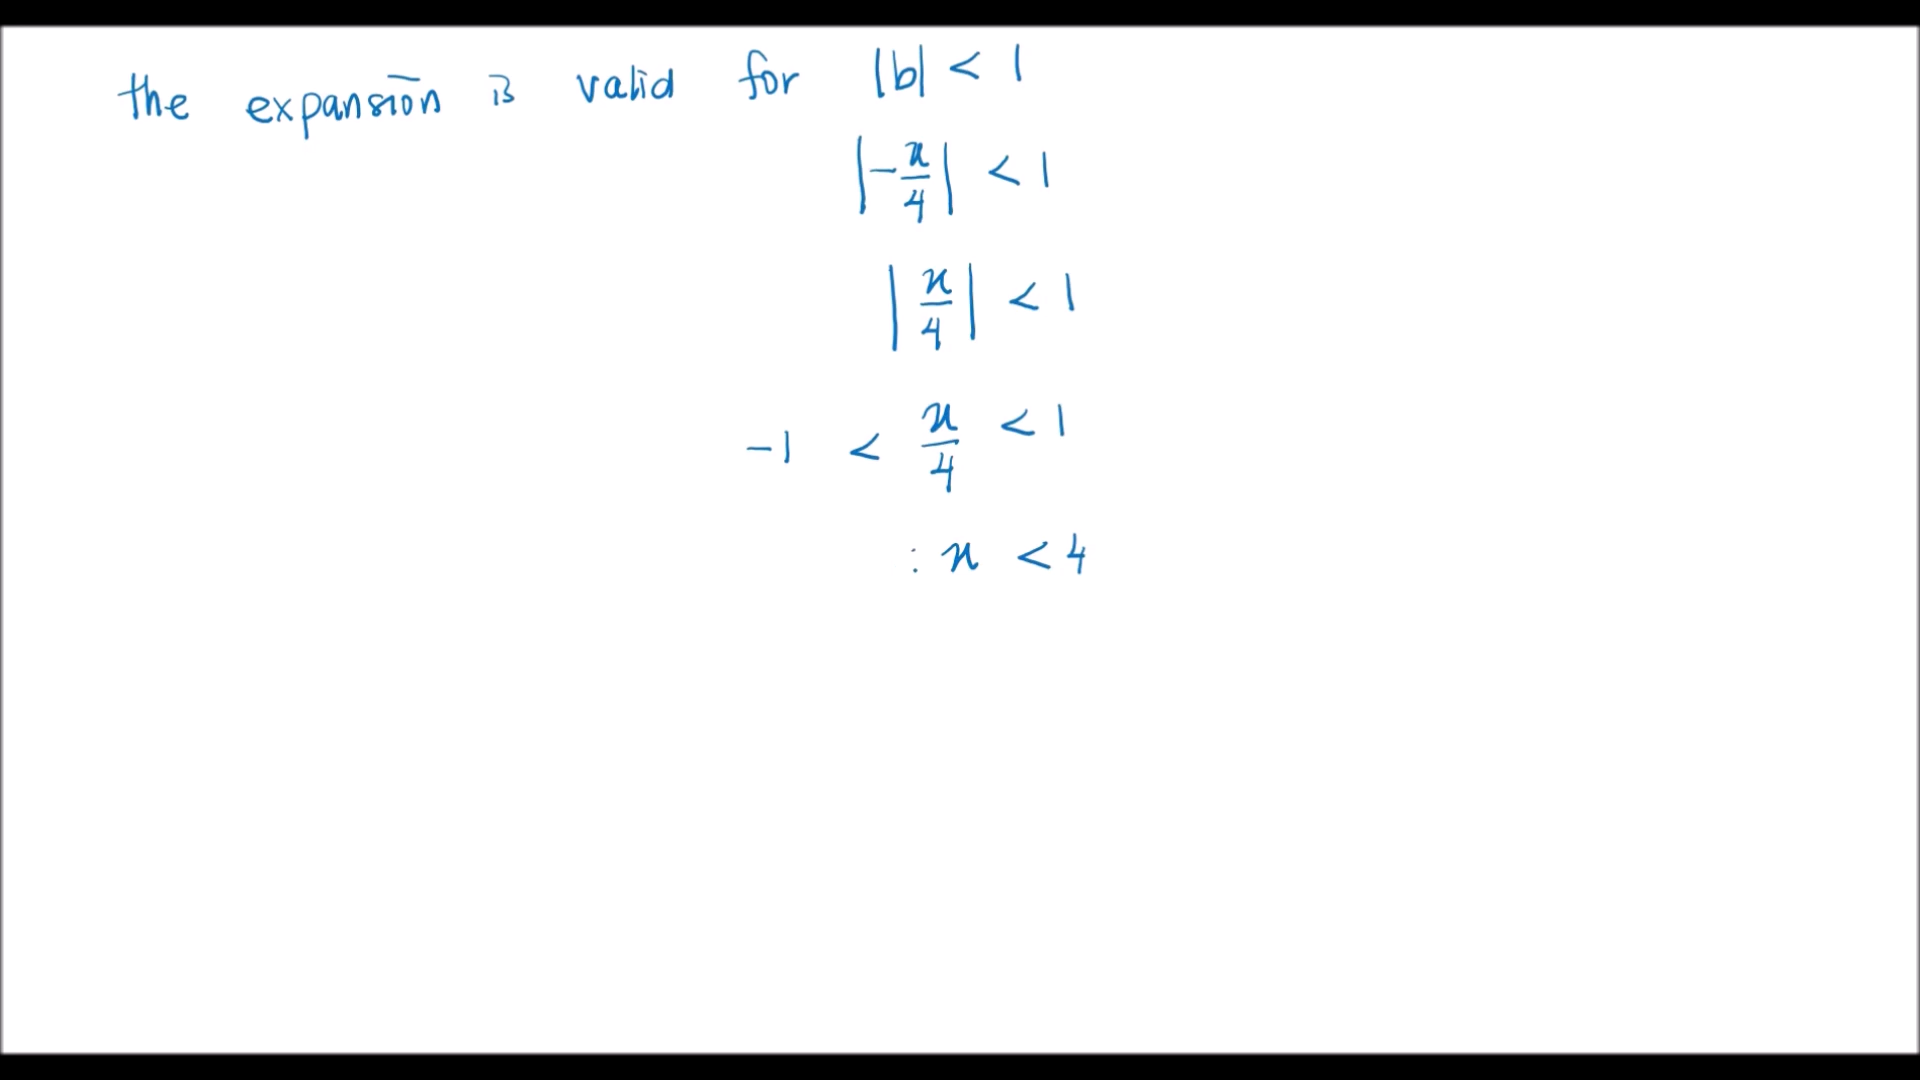 the expansion is valid for |b| < 1
|-x/4| < 1
|x/4| < 1
-1 < x/4 < 1
: x < 4